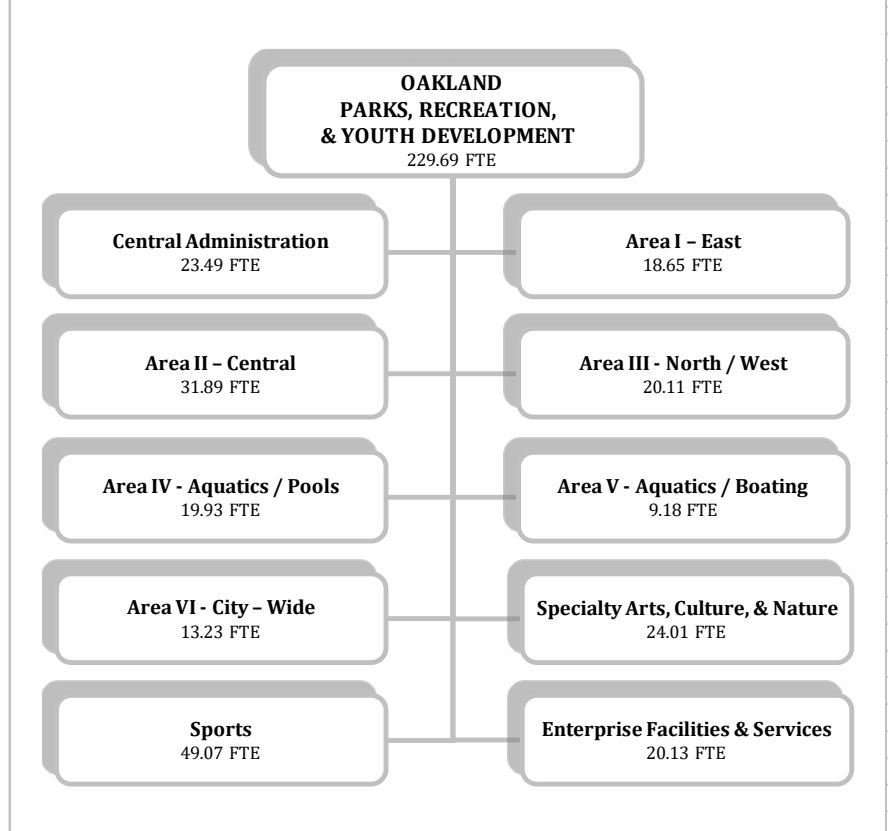 OAKLAND
PARKS, RECREATION,
& YOUTH DEVELOPMENT
229.69 FTE
Central Administration
23.49 FTE
Area I – East
18.65 FTE
Area II – Central
31.89 FTE
Area III - North / West
20.11 FTE
Area IV - Aquatics / Pools
19.93 FTE
Area V - Aquatics / Boating
9.18 FTE
Area VI - City – Wide
13.23 FTE
Specialty Arts, Culture, & Nature
24.01 FTE
Sports
49.07 FTE
Enterprise Facilities & Services
20.13 FTE